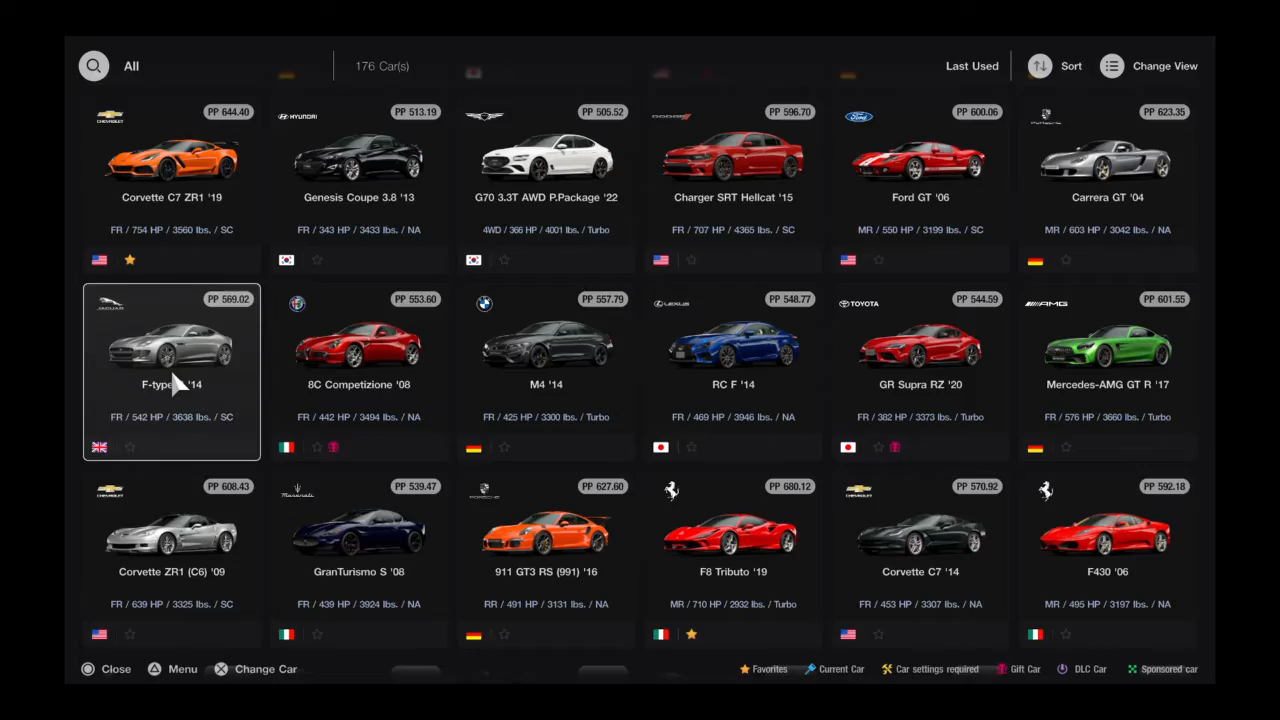 All
176 Car(s)
Last Used
Sort
Change View
CHEVROLET
PP 644.40
HYUNDAI
PP 513.19
PP 505.52
PP 596.70
Ford
PP 600.06
PORSCHE
PP 623.35
Corvette C7 ZR1 '19
Genesis Coupe 3.8 '13
G70 3.3T AWD P.Package '22
Charger SRT Hellcat '15
Ford GT '06
Carrera GT '04
FR / 754 HP / 3560 lbs. / SC
FR / 343 HP / 3433 lbs. / NA
4WD / 366 HP / 4001 lbs. / Turbo
FR / 707 HP / 4365 lbs. / SC
MR / 550 HP / 3199 lbs. / SC
MR / 603 HP / 3042 lbs. / NA
JAGUAR
PP 569.02
PP 553.60
PP 557.79
LEXUS
PP 548.77
TOYOTA
PP 544.59
AMG
PP 601.55
F-type '14
8C Competizione '08
M4 '14
RC F '14
GR Supra RZ '20
Mercedes-AMG GT R '17
FR / 542 HP / 3638 lbs. / SC
FR / 442 HP / 3494 lbs. / NA
FR / 425 HP / 3300 lbs. / Turbo
FR / 469 HP / 3946 lbs. / NA
FR / 382 HP / 3373 lbs. / Turbo
FR / 576 HP / 3660 lbs. / Turbo
CHEVROLET
PP 608.43
Maserati
PP 539.47
PORSCHE
PP 627.60
PP 680.12
CHEVROLET
PP 570.92
PP 592.18
Corvette ZR1 (C6) '09
GranTurismo S '08
911 GT3 RS (991) '16
F8 Tributo '19
Corvette C7 '14
F430 '06
FR / 639 HP / 3325 lbs. / SC
FR / 439 HP / 3924 lbs. / NA
RR / 491 HP / 3131 lbs. / NA
MR / 710 HP / 2932 lbs. / Turbo
FR / 453 HP / 3307 lbs. / NA
MR / 495 HP / 3197 lbs. / NA
Close
Menu
Change Car
Favorites
Current Car
Car settings required
Gift Car
DLC Car
Sponsored car